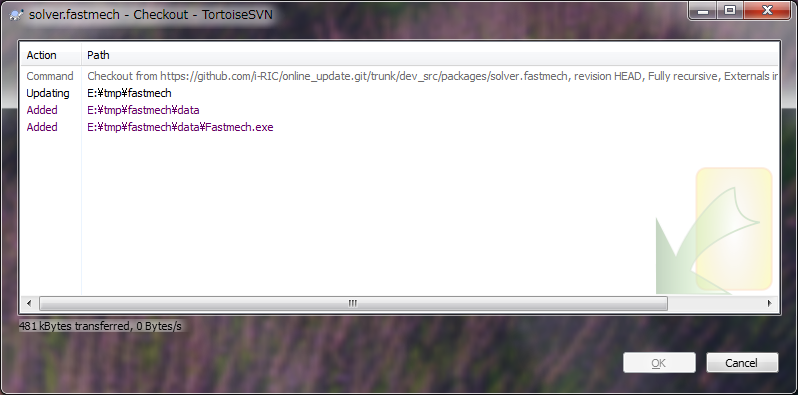 solver.fastmech - Checkout - TortoiseSVN
Action Path
Command Checkout from https://github.com/i-RIC/online_update.git/trunk/dev_src/packages/solver.fastmech, revision HEAD, Fully recursive, Externals in
Updating E:¥tmp¥fastmech
Added E:¥tmp¥fastmech¥data
Added E:¥tmp¥fastmech¥data¥Fastmech.exe
481 kBytes transferred, 0 Bytes/s
OK Cancel